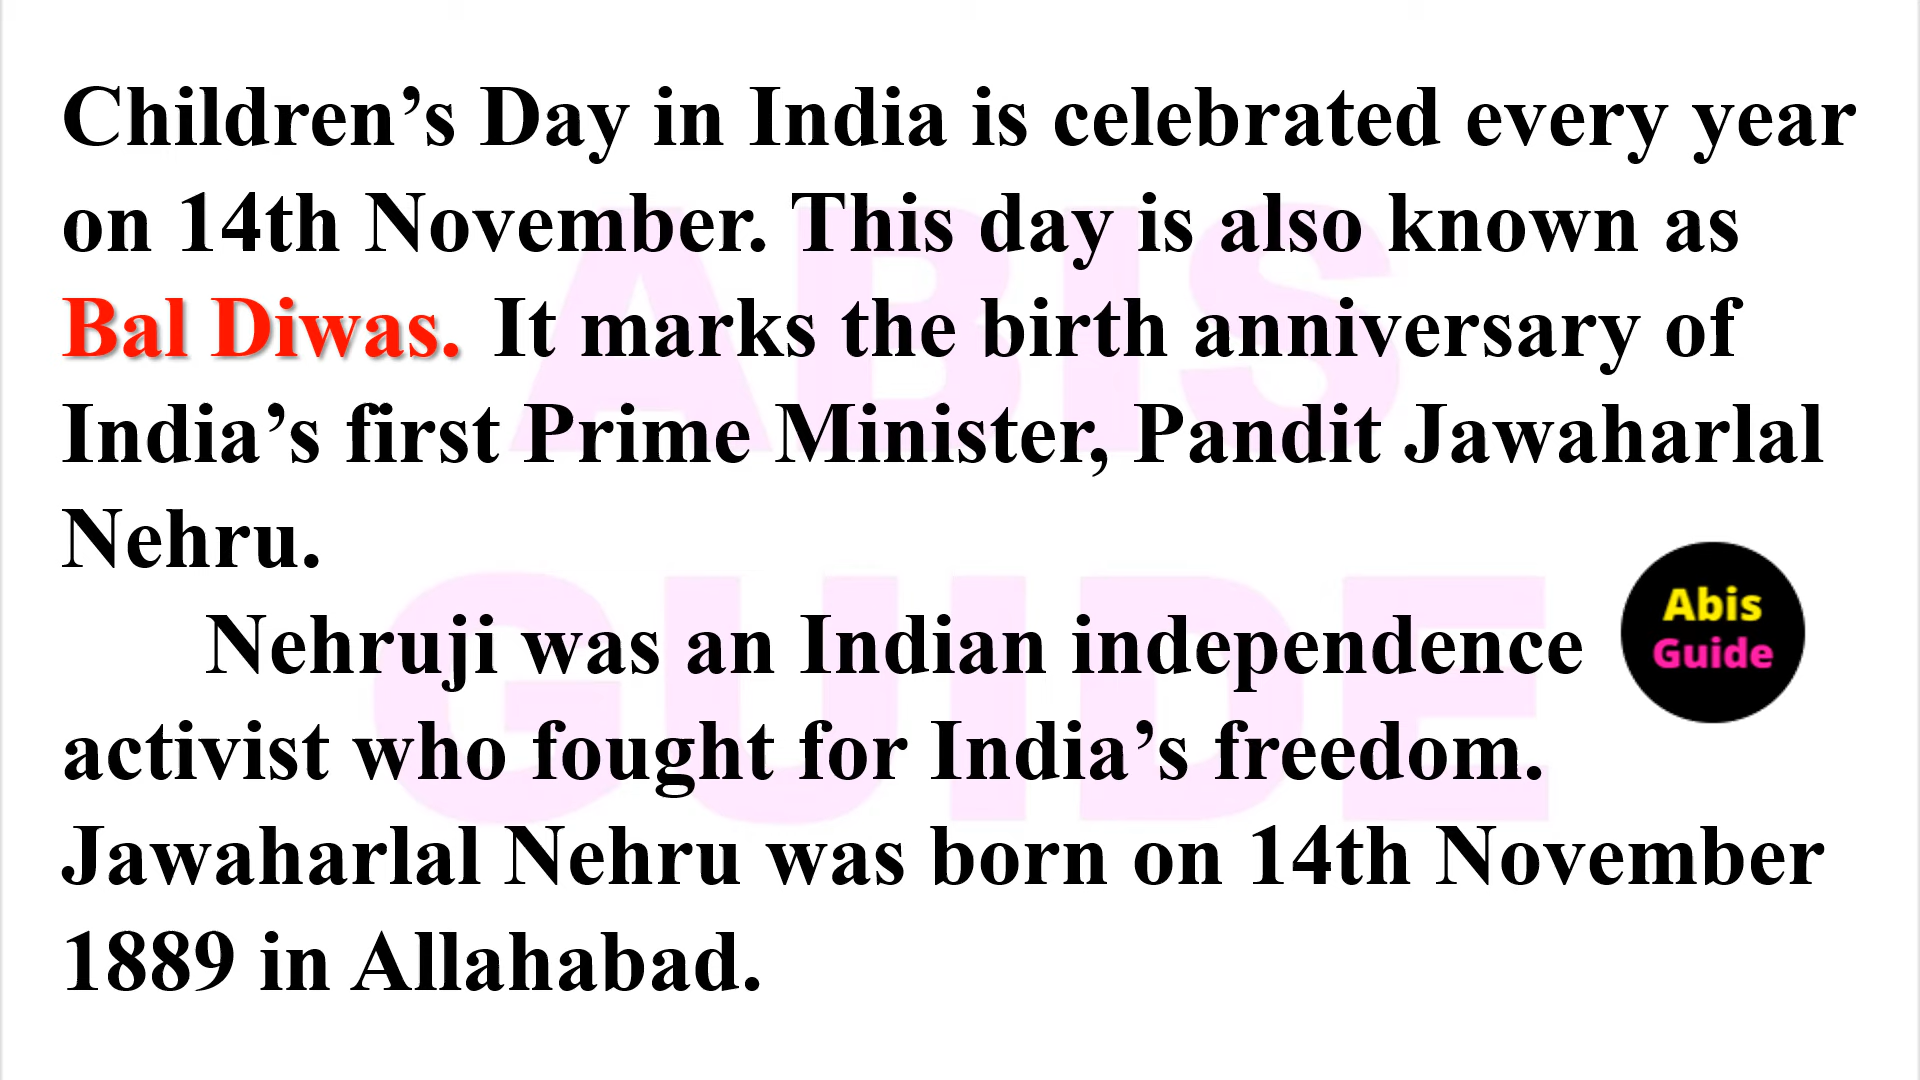 Children’s Day in India is celebrated every year
on 14th November. This day is also known as
Bal Diwas. It marks the birth anniversary of
India’s first Prime Minister, Pandit Jawaharlal
Nehru.
Nehruji was an Indian independence
activist who fought for India’s freedom.
Jawaharlal Nehru was born on 14th November
1889 in Allahabad.
Abis
Guide
ABIS
GUIDE